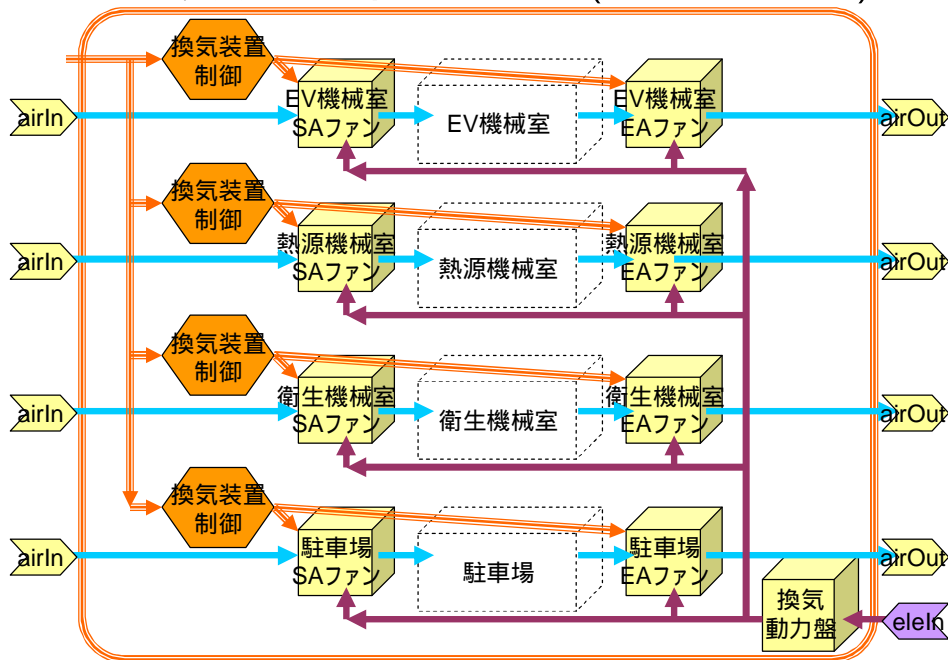 換気装置
制御
airIn
EV機械室
SAファン
EV機械室
EV機械室
EAファン
airOut
換気装置
制御
airIn
熱源機械室
SAファン
熱源機械室
熱源機械室
EAファン
airOut
換気装置
制御
airIn
衛生機械室
SAファン
衛生機械室
衛生機械室
EAファン
airOut
換気装置
制御
airIn
駐車場
SAファン
駐車場
駐車場
EAファン
airOut
換気
動力盤
eleIn